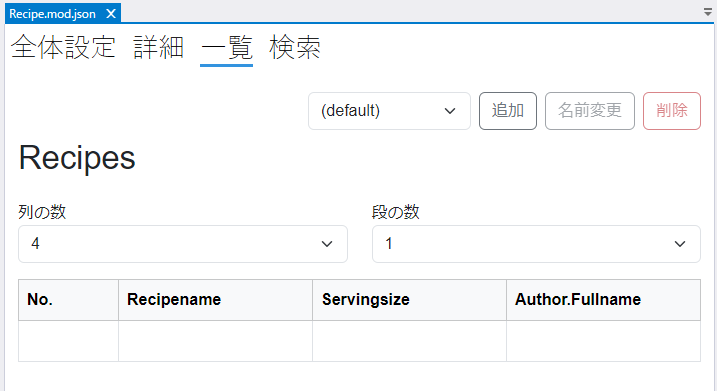 Recipe.mod.json
全体設定 詳細 一覧 検索
(default) 追加 名前変更 削除
Recipes
列の数 段の数
4 1
No. Recipename Servingsize Author.Fullname